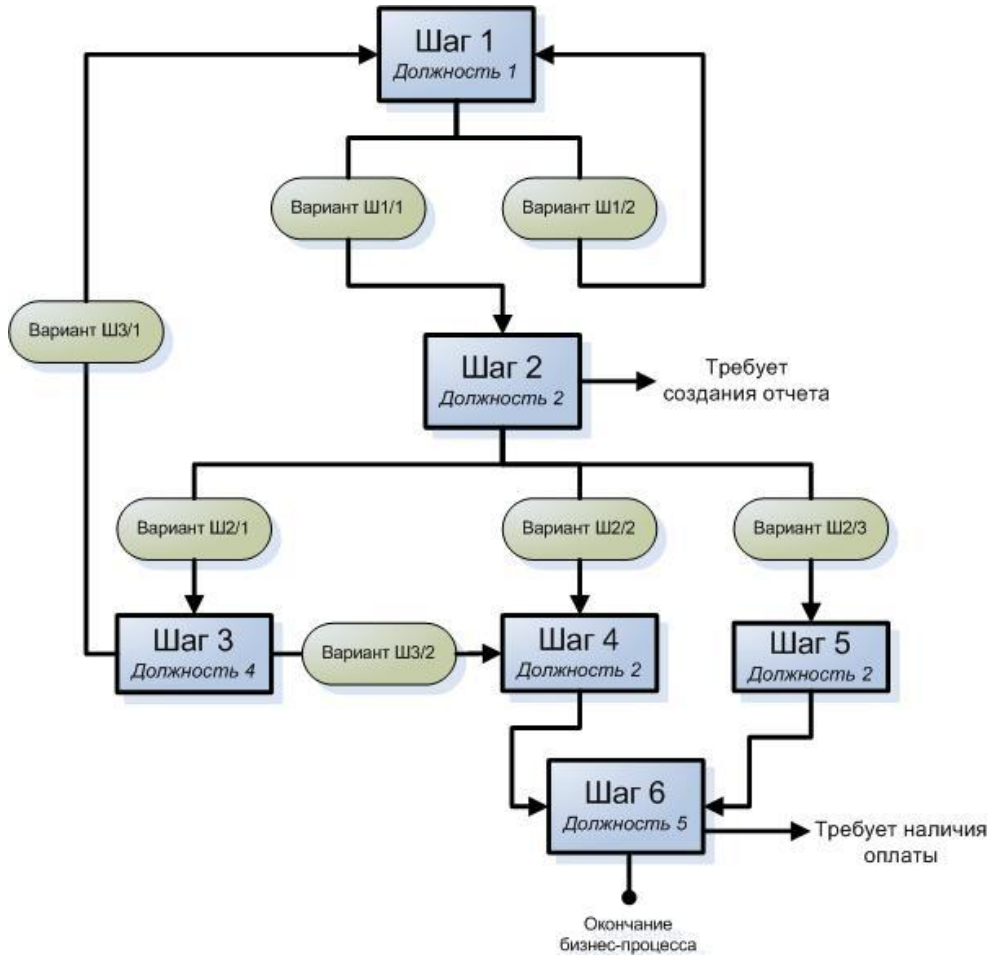 Шаг 1
Должность 1
Вариант Ш1/1
Вариант Ш1/2
Вариант Ш3/1
Шаг 2
Должность 2
Требует
создания отчета
Вариант Ш2/1
Вариант Ш2/2
Вариант Ш2/3
Шаг 3
Должность 4
Вариант Ш3/2
Шаг 4
Должность 2
Шаг 5
Должность 2
Шаг 6
Должность 5
Требует наличия
оплаты
Окончание
бизнес-процесса